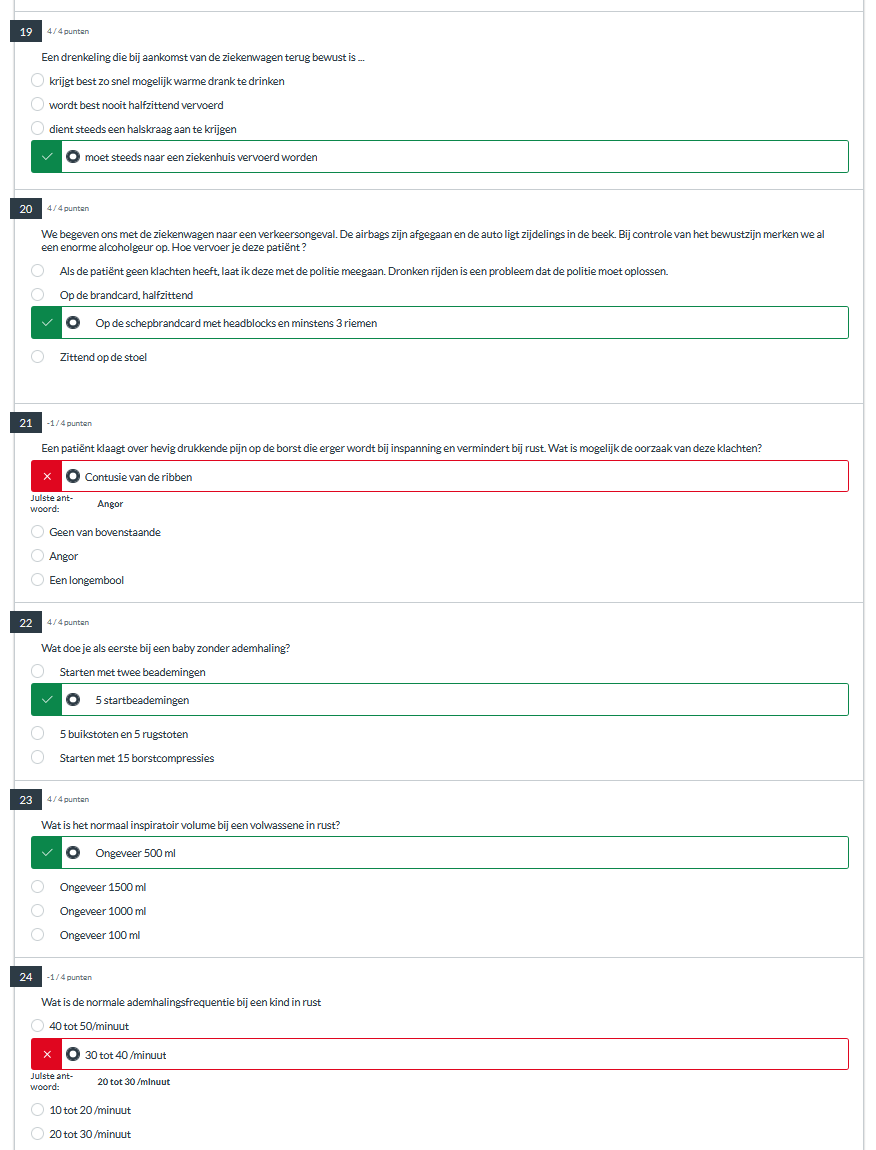 19 4 / 4 punten
Een drenkeling die bij aankomst van de ziekenwagen terug bewust is ...
krijgt best zo snel mogelijk warme drank te drinken
wordt best nooit halfzittend vervoerd
dient steeds een halskraag aan te krijgen
moet steeds naar een ziekenhuis vervoerd worden
20 4 / 4 punten
We begeven ons met de ziekenwagen naar een verkeersongeval. De airbags zijn afgegaan en de auto ligt zijdelings in de beek. Bij controle van het bewustzijn merken we al
een enorme alcoholgeur op. Hoe vervoer je deze patiënt ?
Als de patiënt geen klachten heeft, laat ik deze met de politie meegaan. Dronken rijden is een probleem dat de politie moet oplossen.
Op de brandcard, halfzittend
Op de schepbrandcard met headblocks en minstens 3 riemen
Zittend op de stoel
21 -1 / 4 punten
Een patiënt klaagt over hevig drukkende pijn op de borst die erger wordt bij inspanning en vermindert bij rust. Wat is mogelijk de oorzaak van deze klachten?
Contusie van de ribben
Juiste ant-
woord: Angor
Geen van bovenstaande
Angor
Een longembool
22 4 / 4 punten
Wat doe je als eerste bij een baby zonder ademhaling?
Starten met twee beademingen
5 startbeademingen
5 buikstoten en 5 rugstoten
Starten met 15 borstcompressies
23 4 / 4 punten
Wat is het normaal inspiratoir volume bij een volwassene in rust?
Ongeveer 500 ml
Ongeveer 1500 ml
Ongeveer 1000 ml
Ongeveer 100 ml
24 -1 / 4 punten
Wat is de normale ademhalingsfrequentie bij een kind in rust
40 tot 50/minuut
30 tot 40 /minuut
Juiste ant-
woord: 20 tot 30 /minuut
10 tot 20 /minuut
20 tot 30 /minuut